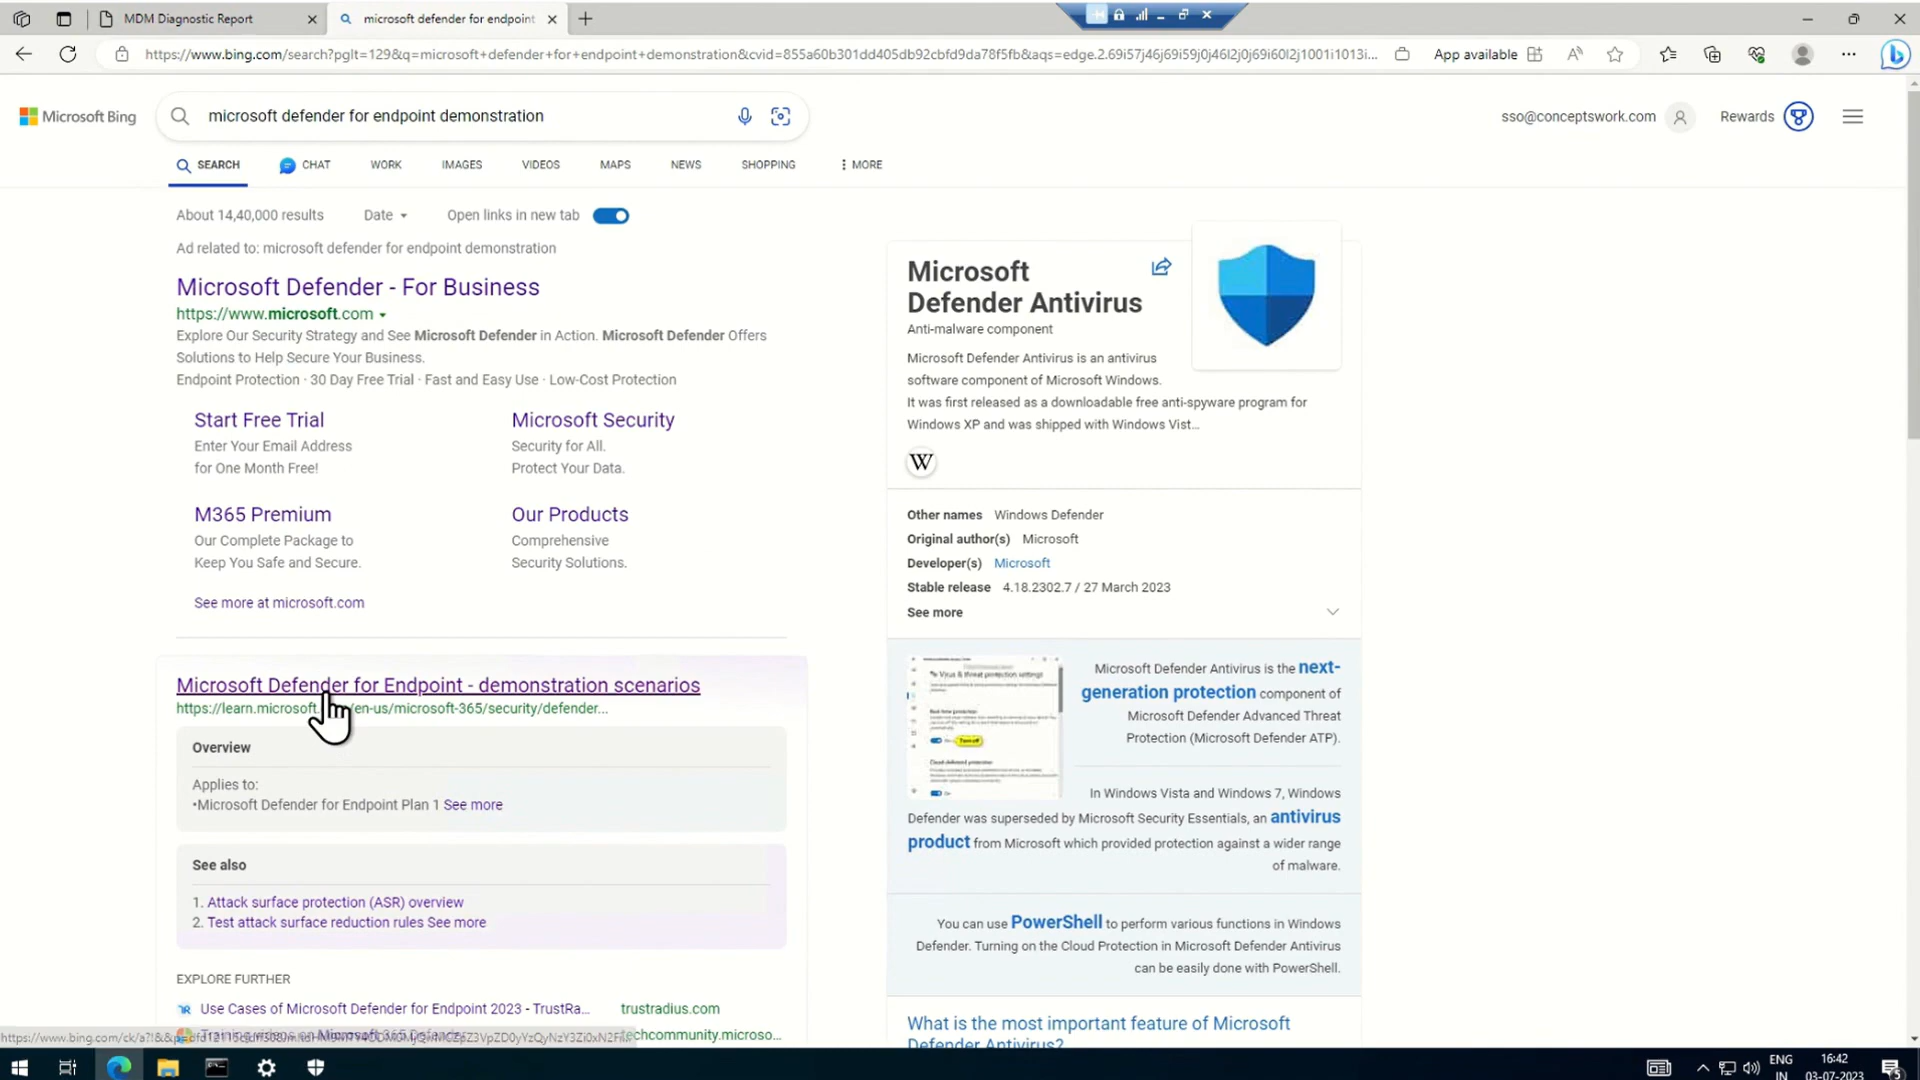 MDM Diagnostic Report
microsoft defender for endpoint
https://www.bing.com/search?pglt=129&q=microsoft+defender+for+endpoint+demonstration&cvid=855a60b301dd405db92cbfd9da78f5fb&aqs=edge.2.69i57j46j69i59j0j46l2j0j69i60l2j1001i1013i...
App available
Microsoft Bing
microsoft defender for endpoint demonstration
sso@conceptswork.com
Rewards
SEARCH
CHAT
WORK
IMAGES
VIDEOS
MAPS
NEWS
SHOPPING
MORE
About 14,40,000 results
Date
Open links in new tab
Ad related to: microsoft defender for endpoint demonstration
Microsoft Defender - For Business
https://www.microsoft.com
Explore Our Security Strategy and See Microsoft Defender in Action. Microsoft Defender Offers
Solutions to Help Secure Your Business.
Endpoint Protection · 30 Day Free Trial · Fast and Easy Use · Low-Cost Protection
Start Free Trial
Enter Your Email Address
for One Month Free!
Microsoft Security
Security for All.
Protect Your Data.
M365 Premium
Our Complete Package to
Keep You Safe and Secure.
Our Products
Comprehensive
Security Solutions.
See more at microsoft.com
Microsoft Defender for Endpoint - demonstration scenarios
https://learn.microsoft. /en-us/microsoft-365/security/defender...
Overview
Applies to:
•Microsoft Defender for Endpoint Plan 1 See more
See also
1. Attack surface protection (ASR) overview
2. Test attack surface reduction rules See more
EXPLORE FURTHER
Use Cases of Microsoft Defender for Endpoint 2023 - TrustRa...
trustradius.com
techcommunity.microso...
Microsoft
Defender Antivirus
Anti-malware component
Microsoft Defender Antivirus is an antivirus
software component of Microsoft Windows.
It was first released as a downloadable free anti-spyware program for
Windows XP and was shipped with Windows Vist...
W
Other names Windows Defender
Original author(s) Microsoft
Developer(s) Microsoft
Stable release 4.18.2302.7 / 27 March 2023
See more
Virus & threat protection settings
Microsoft Defender Antivirus is the next-
generation protection component of
Microsoft Defender Advanced Threat
Protection (Microsoft Defender ATP).
In Windows Vista and Windows 7, Windows
Defender was superseded by Microsoft Security Essentials, an antivirus
product from Microsoft which provided protection against a wider range
of malware.
You can use PowerShell to perform various functions in Windows
Defender. Turning on the Cloud Protection in Microsoft Defender Antivirus
can be easily done with PowerShell.
What is the most important feature of Microsoft
Defender Antivirus?
ENG
IN
16:42
03-07-2023
5